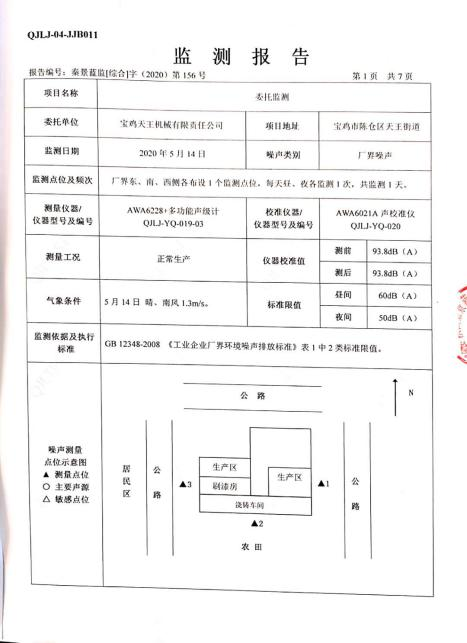 QJLJ-04-JJB011
监测报告
报告编号：秦景蓝监[综合]字（2020）第 156 号
第 1 页 共 7 页
项目名称
委托监测
委托单位
宝鸡天王机械有限责任公司
项目地址
宝鸡市陈仓区天王街道
监测日期
2020 年 5 月 14 日
噪声类别
厂界噪声
监测点位及频次
厂界东、南、西侧各布设 1 个监测点位，每天昼、夜各监测 1 次，共监测 1 天。
测量仪器/
仪器型号及编号
AWA6228+多功能声级计
QJLJ-YQ-019-03
校准仪器/
仪器型号及编号
AWA6021A 声校准仪
QJLJ-YQ-020
测量工况
正常生产
仪器校准值
测前
93.8dB（A）
测后
93.8dB（A）
气象条件
5 月 14 日 晴、南风 1.3m/s。
标准限值
昼间
60dB（A）
夜间
50dB（A）
监测依据及执行
标准
GB 12348-2008 《工业企业厂界环境噪声排放标准》表 1 中 2 类标准限值。
噪声测量
点位示意图
▲ 测量点位
○ 主要声源
△ 敏感点位
公 路
N
居民区
公路
▲3
生产区
刷漆房
生产区
浇铸车间
▲1
公路
▲2
农 田